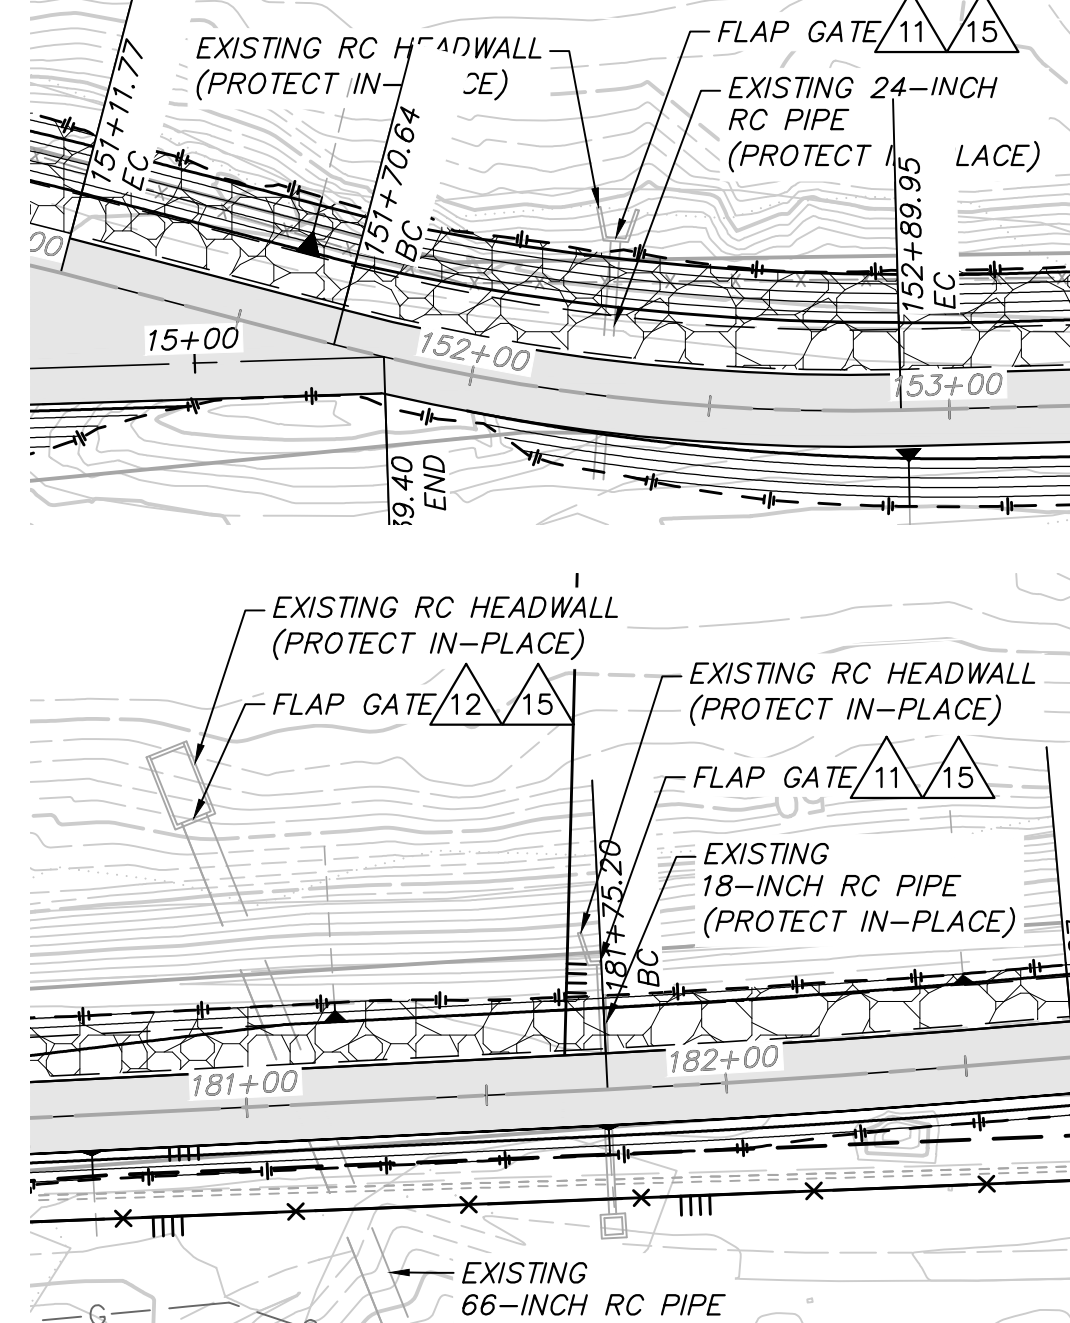 EXISTING RC HEADWALL
(PROTECT IN- CE)
FLAP GATE 11 15
EXISTING 24-INCH
RC PIPE
(PROTECT I LACE)
151+11.77
EC
151+70.64
BC
152+89.95
EC
00
15+00
152+00
153+00
39.40
END
EXISTING RC HEADWALL
(PROTECT IN-PLACE)
FLAP GATE 12 15
EXISTING RC HEADWALL
(PROTECT IN-PLACE)
FLAP GATE 11 15
EXISTING
18-INCH RC PIPE
(PROTECT IN-PLACE)
181+75.20
BC
181+00
182+00
EXISTING
66-INCH RC PIPE
G